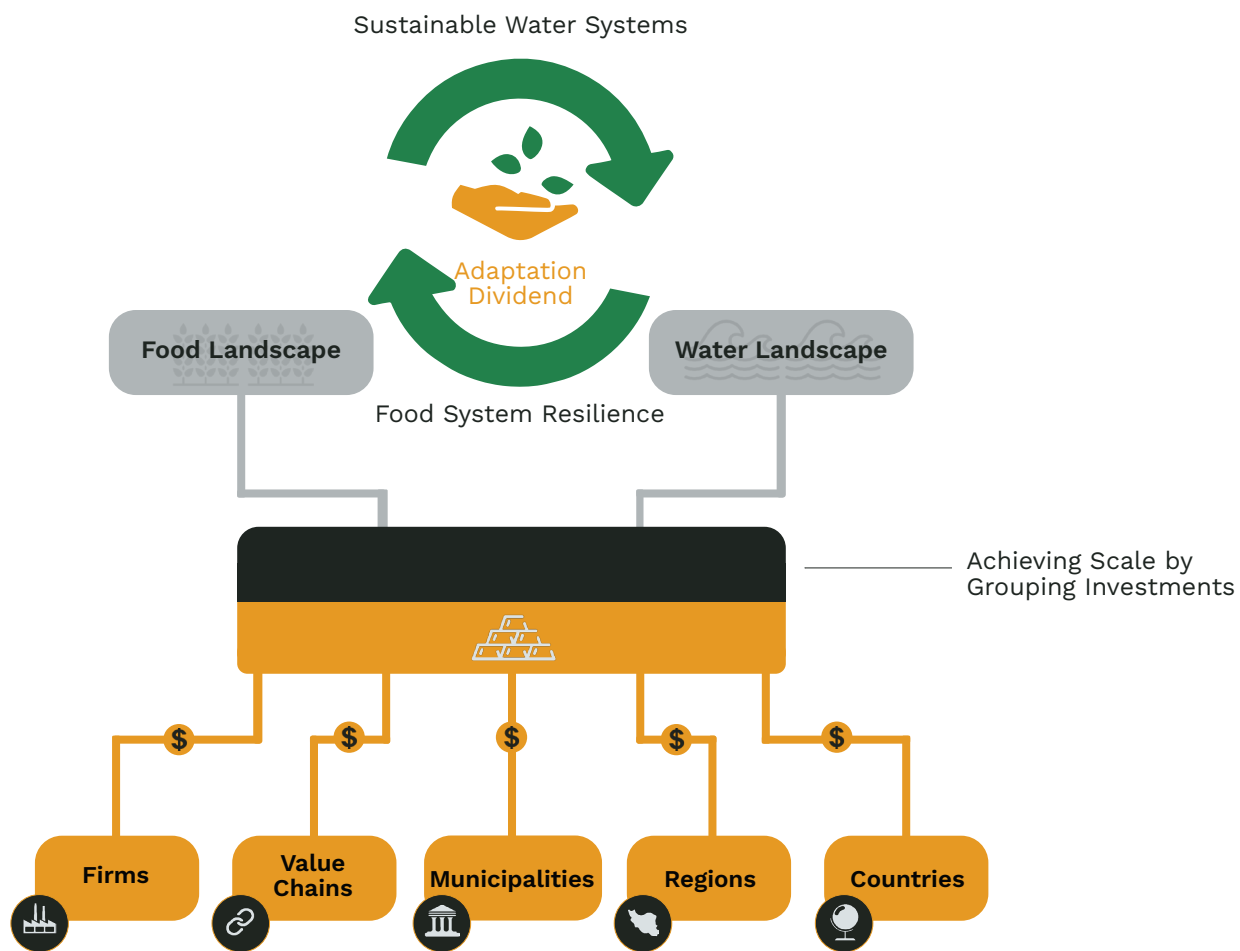 Sustainable Water Systems
Adaptation
Dividend
Food Landscape
Water Landscape
Food System Resilience
Achieving Scale by
Grouping Investments
$ $ $ $ $
Firms
Value
Chains
Municipalities
Regions
Countries